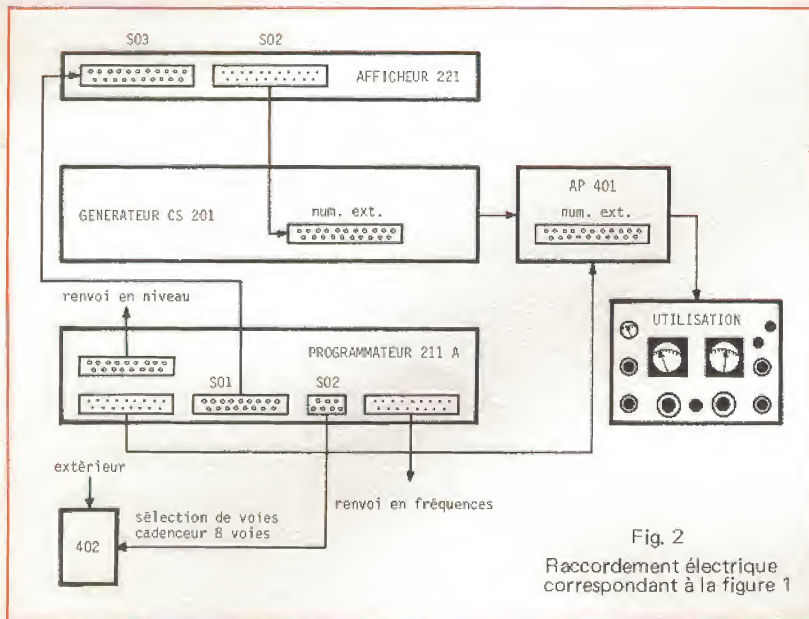 S03 S02
AFFICHEUR 221
GENERATEUR CS 201
num. ext.
AP 401
num. ext.
renvoi en niveau
UTILISATION
PROGRAMMATEUR 211 A
S01 S02
extèrieur
402
sélection de voies
cadenceur 8 voies
renvoi en fréquences
Fig. 2
Raccordement électrique
correspondant à la figure 1